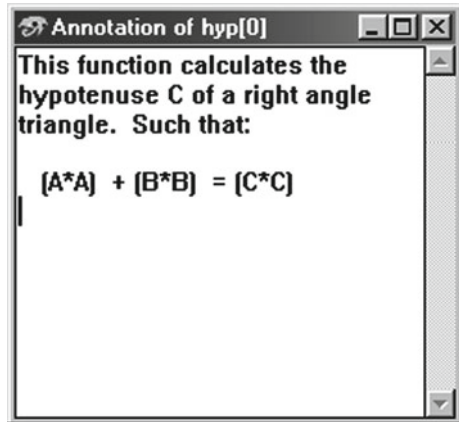 Annotation of hyp[0]
This function calculates the
hypotenuse C of a right angle
triangle.  Such that:
(A*A)  + (B*B)  = (C*C)